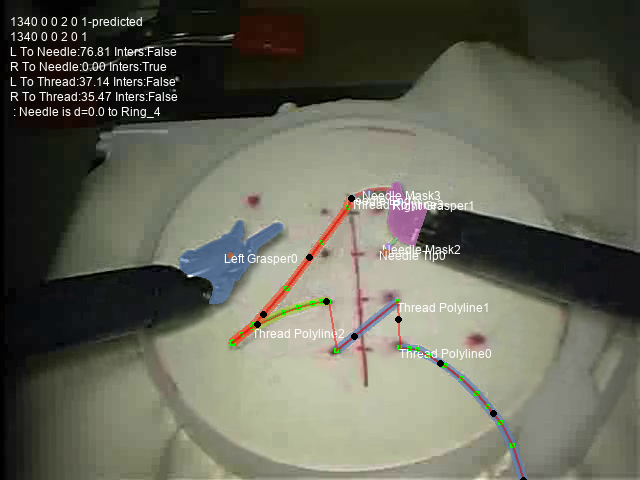 1340 0 0 2 0 1-predicted
1340 0 0 2 0 1
L To Needle:76.81 Inters:False
R To Needle:0.00 Inters:True
L To Thread:37.14 Inters:False
R To Thread:35.47 Inters:False
: Needle is d=0.0 to Ring_4
Needle Mask3
Thread
Right Grasper1
Needle Mask2
Needle Tip0
Left Grasper0
Thread Polyline1
Thread Polyline2
Thread Polyline0